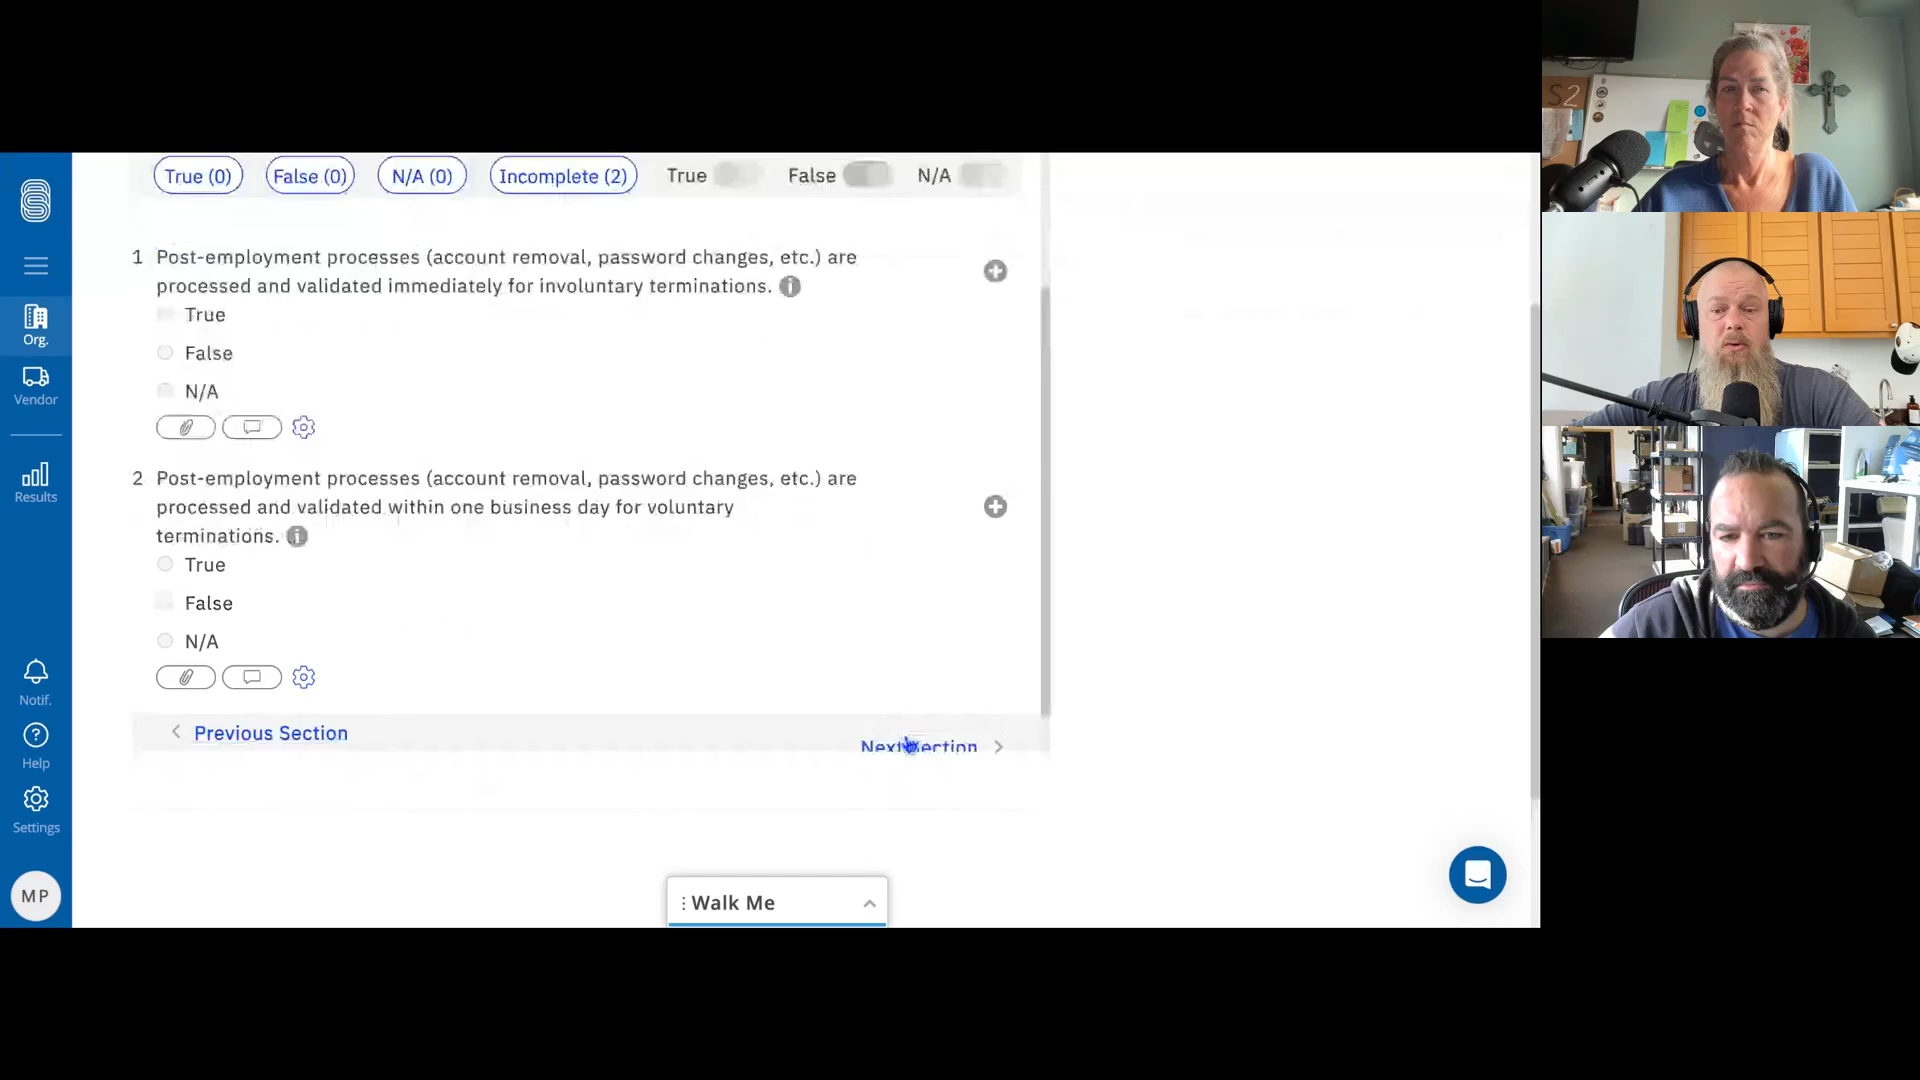 True (0) False (0) N/A (0) Incomplete (2) True False N/A
1 Post-employment processes (account removal, password changes, etc.) are
processed and validated immediately for involuntary terminations.
True
False
N/A
2 Post-employment processes (account removal, password changes, etc.) are
processed and validated within one business day for voluntary
terminations.
True
False
N/A
Previous Section
Next Section
Org.
Vendor
Results
Notif.
Help
Settings
MP
Walk Me
S2